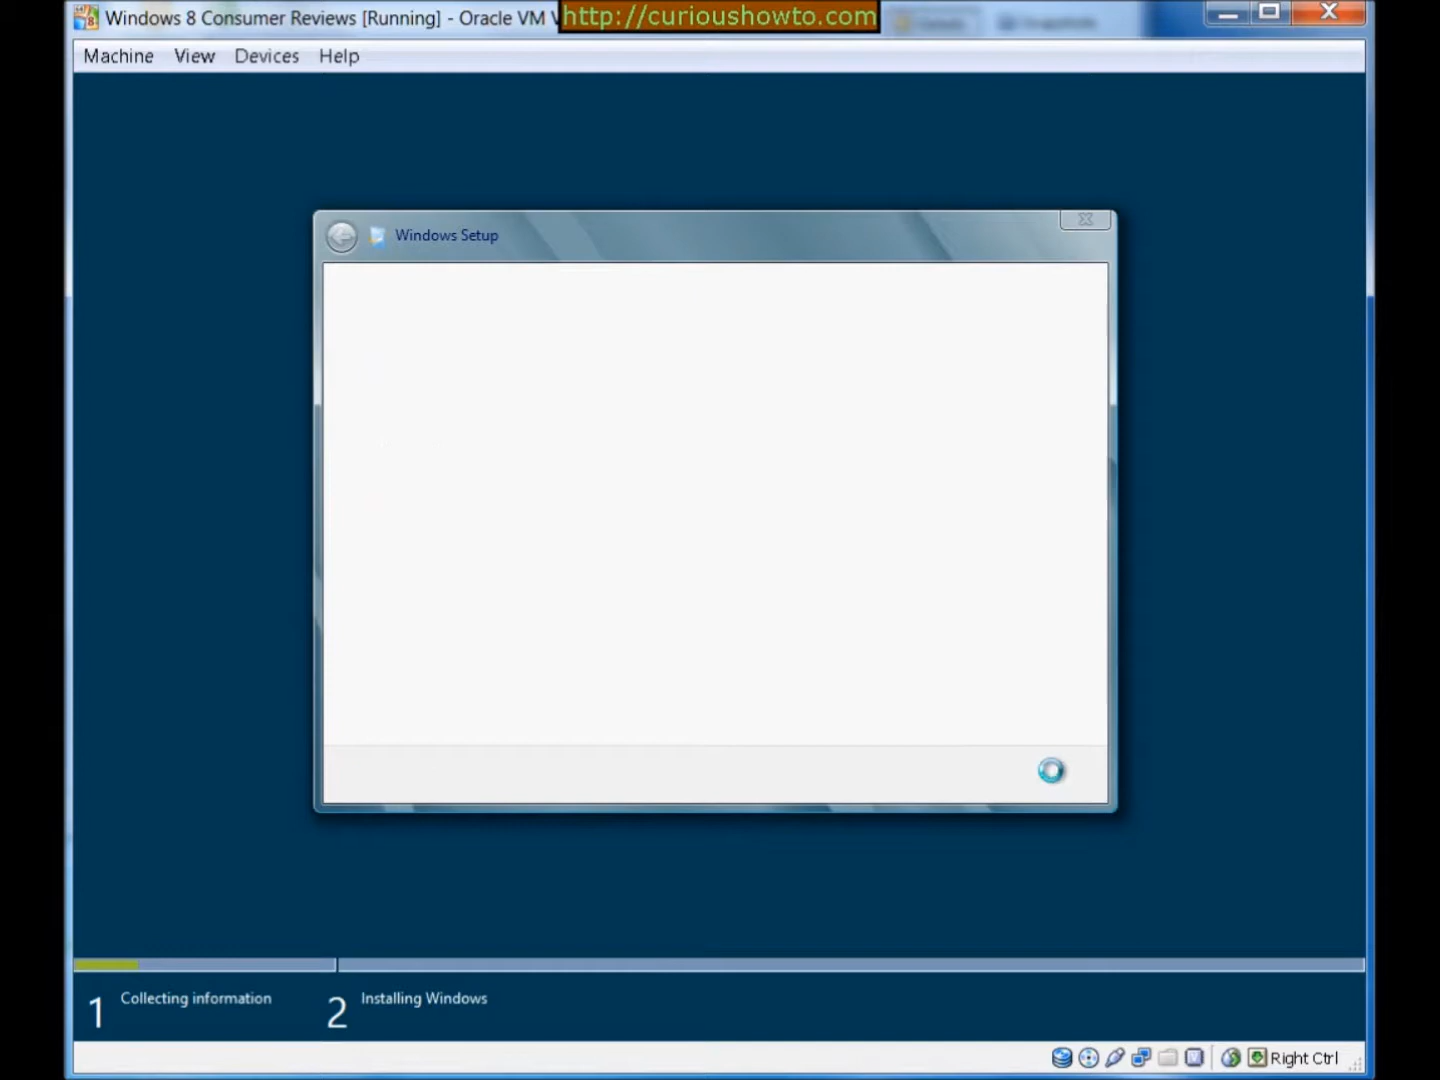 Windows 8 Consumer Reviews [Running] - Oracle VM
http://curioushowto.com
Machine View Devices Help
Windows Setup
1 Collecting information 2 Installing Windows
Right Ctrl